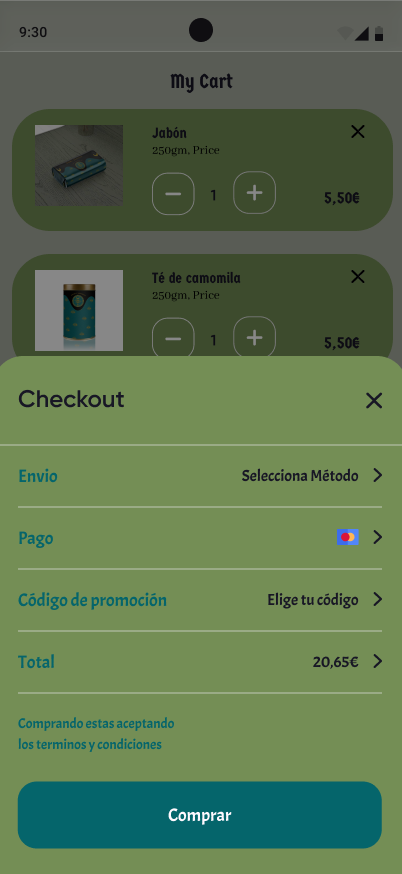 9:30
My Cart
Jabón
250gm, Price
1
5,50€
Té de camomila
250gm, Price
1
5,50€
Checkout
Envio
Selecciona Método
Pago
Código de promoción
Elige tu código
Total
20,65€
Comprando estas aceptando
los terminos y condiciones
Comprar